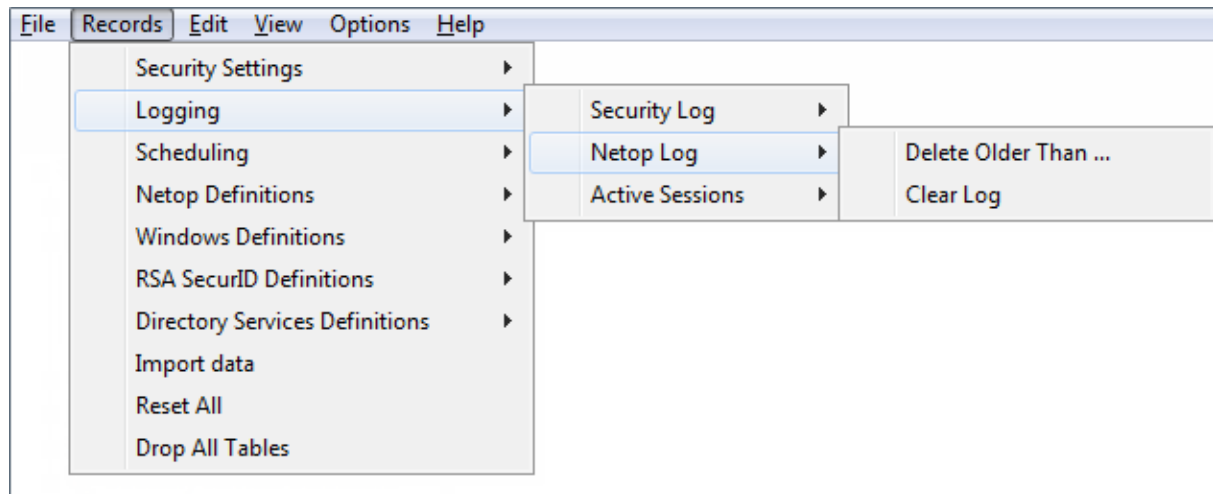 File Records Edit View Options Help
Security Settings
Logging
Scheduling
Netop Definitions
Windows Definitions
RSA SecurID Definitions
Directory Services Definitions
Import data
Reset All
Drop All Tables
Security Log
Netop Log
Active Sessions
Delete Older Than ...
Clear Log